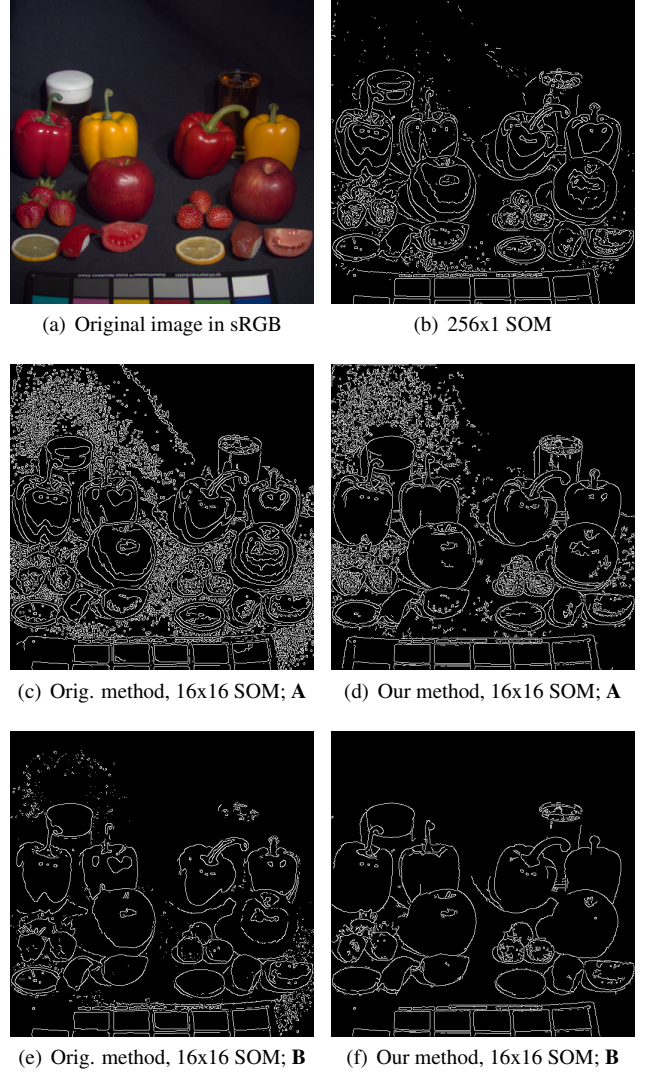 (a) Original image in sRGB
(b) 256x1 SOM
(c) Orig. method, 16x16 SOM; A
(d) Our method, 16x16 SOM; A
(e) Orig. method, 16x16 SOM; B
(f) Our method, 16x16 SOM; B